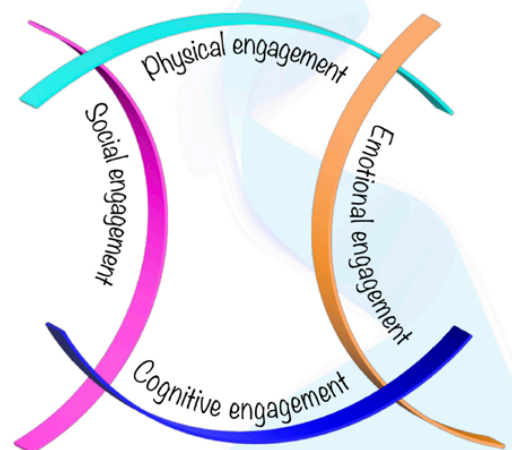 Physical engagement
Social engagement
Emotional engagement
Cognitive engagement